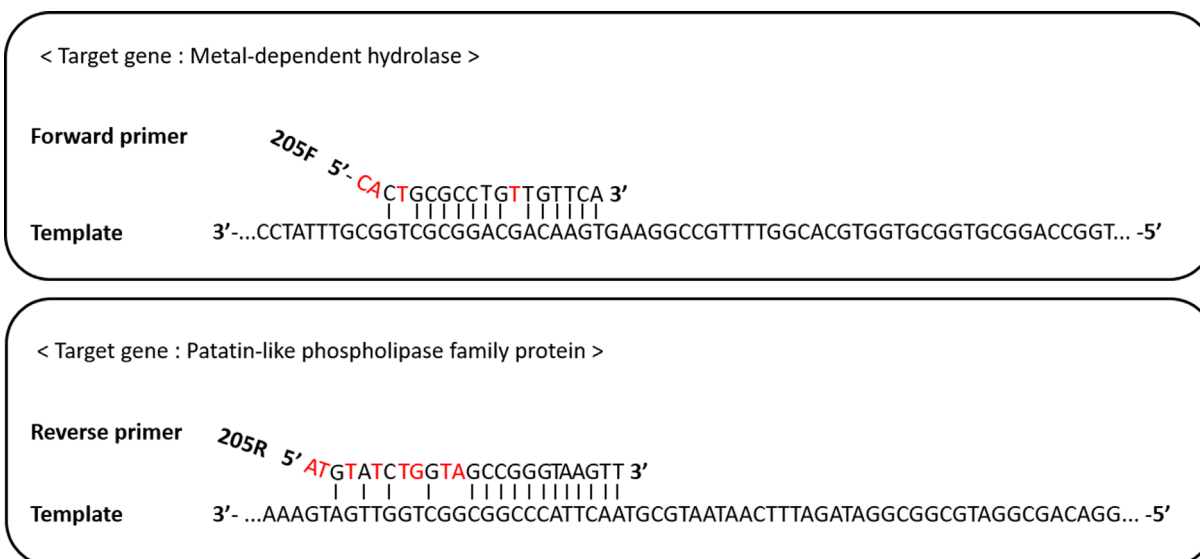 < Target gene : Metal-dependent hydrolase >
Forward primer 205F 5'- CACTGCGCCTGTTGTTCA 3'
Template 3'-...CCTATTTGCGGTCGCGGACGACAAGTGAAGGCCGTTTTGGCACGTGGTGCGGTGCGGACCGGT... -5'
< Target gene : Patatin-like phospholipase family protein >
Reverse primer 205R 5' ATGTATCTGGTAGCCGGGTAAGTT 3'
Template 3'- ...AAAGTAGTTGGTCGGCGGCCCATTCAATGCGTAATAACTTTAGATAGGCGGCGTAGGCGACAGG... -5'